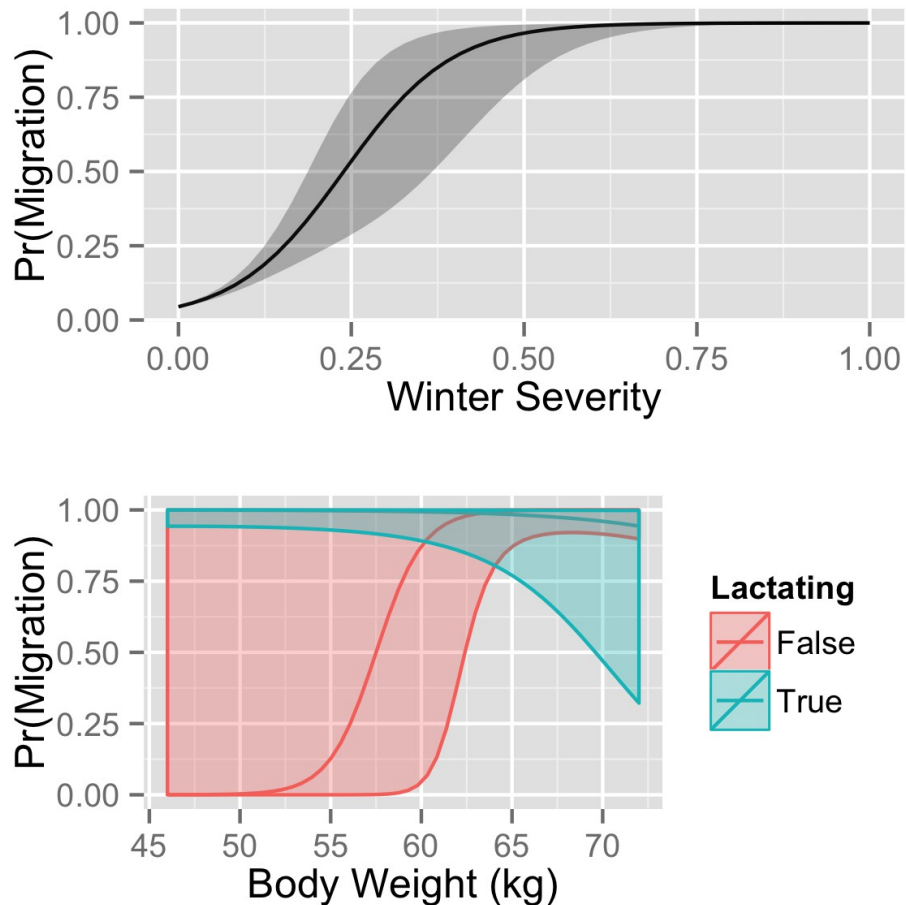 Pr(Migration)
1.00
0.75
0.50
0.25
0.00
0.00 0.25 0.50 0.75 1.00
Winter Severity
Pr(Migration)
1.00
0.75
0.50
0.25
0.00
45 50 55 60 65 70
Body Weight (kg)
Lactating
False
True